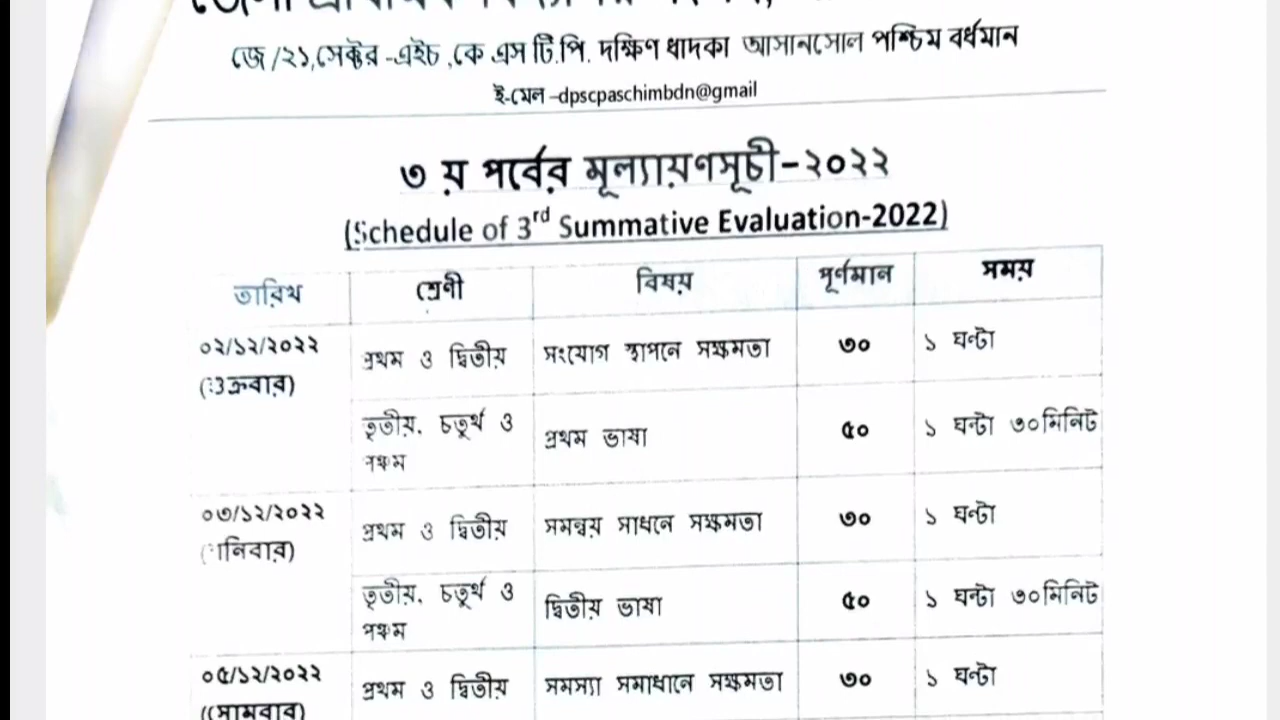 জে/২১,সেক্টর -এইচ ,কে এস টি.পি. দক্ষিণ ধাদকা আসানসোল পশ্চিম বর্ধমান
ই-মেল –dpscpaschimbdn@gmail
৩ য় পর্বের মূল্যায়ণসূচী-২০২২
(Schedule of 3rd Summative Evaluation-2022)
তারিখ শ্রেণী বিষয় পূর্ণমান সময়
০২/১২/২০২২ প্রথম ও দ্বিতীয় সংযোগ স্থাপনে সক্ষমতা ৩০ ১ ঘন্টা
(শুক্রবার)
তৃতীয়, চতুর্থ ও প্রথম ভাষা ৫০ ১ ঘন্টা ৩০মিনিট
পঞ্চম
০৩/১২/২০২২ প্রথম ও দ্বিতীয় সমন্বয় সাধনে সক্ষমতা ৩০ ১ ঘন্টা
(শনিবার)
তৃতীয়, চতুর্থ ও দ্বিতীয় ভাষা ৫০ ১ ঘন্টা ৩০মিনিট
পঞ্চম
০৫/১২/২০২২ প্রথম ও দ্বিতীয় সমস্যা সমাধানে সক্ষমতা ৩০ ১ ঘন্টা
(সোমবার)